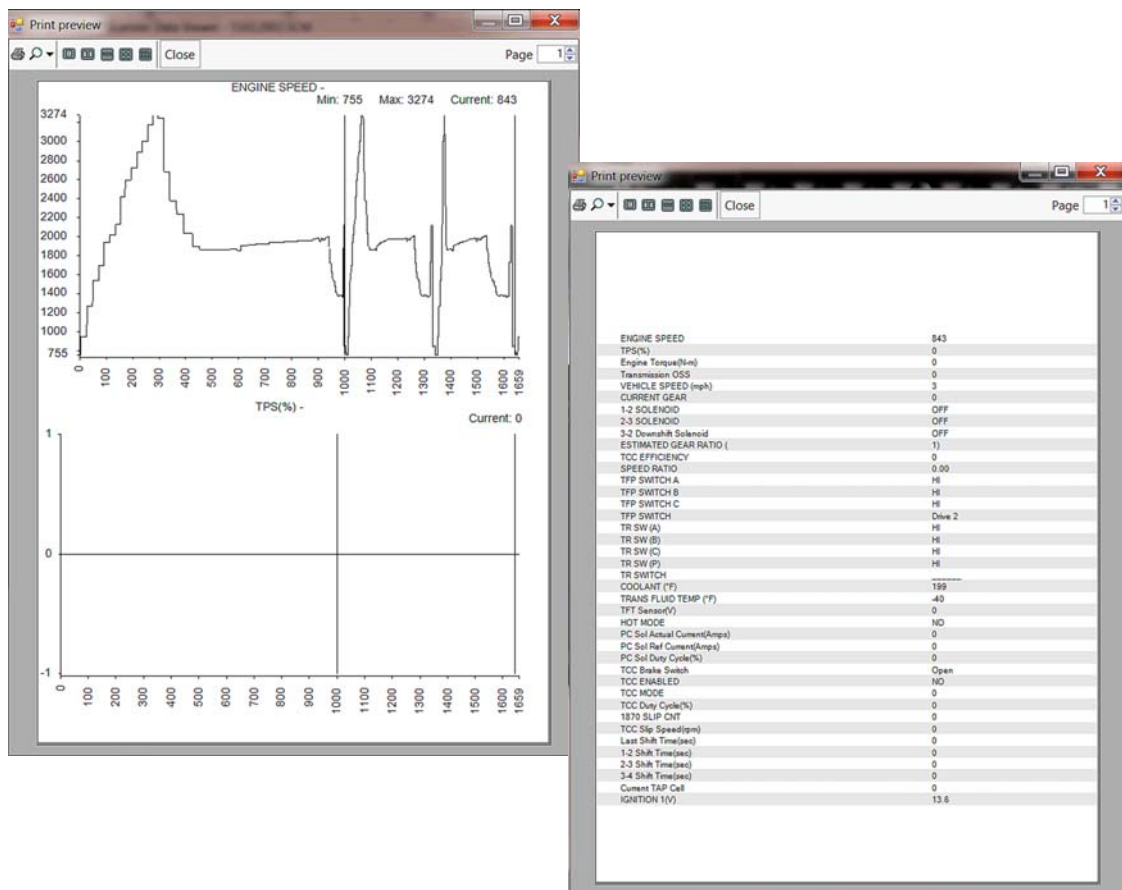 Print preview
Close
Page 1
ENGINE SPEED -
Min: 755 Max: 3274 Current: 843
3274
3000
2800
2600
2400
2200
2000
1800
1600
1400
1200
1000
755
0 100 200 300 400 500 600 700 800 900 1000 1100 1200 1300 1400 1500 1659
TPS(%) -
Current: 0
1
0
-1
0 100 200 300 400 500 600 700 800 900 1000 1100 1200 1300 1400 1500 1600 1659
Print preview
Close
Page 1
ENGINE SPEED 843
TPS(%) 0
Engine Torque(N-m) 0
Transmission OSS 0
VEHICLE SPEED (mph) 3
CURRENT GEAR 0
1-2 SOLENOID OFF
2-3 SOLENOID OFF
3-2 Downshift Solenoid OFF
ESTIMATED GEAR RATIO ( 1)
TCC EFFICIENCY 0
SPEED RATIO 0.00
TFP SWITCH A HI
TFP SWITCH B HI
TFP SWITCH C HI
TFP SWITCH Drive 2
TR SW (A) HI
TR SW (B) HI
TR SW (C) HI
TR SW (P) HI
TR SWITCH ______
COOLANT (°F) 199
TRANS FLUID TEMP (°F) -40
TFT Sensor(V) 0
HOT MODE NO
PC Sol Actual Current(Amps) 0
PC Sol Ref Current(Amps) 0
PC Sol Duty Cycle(%) 0
TCC Brake Switch Open
TCC ENABLED NO
TCC MODE 0
TCC Duty Cycle(%) 0
1870 SLIP CNT 0
TCC Slip Speed(rpm) 0
Last Shift Time(sec) 0
1-2 Shift Time(sec) 0
2-3 Shift Time(sec) 0
3-4 Shift Time(sec) 0
Current TAP Cell 0
IGNITION 1(V) 13.6